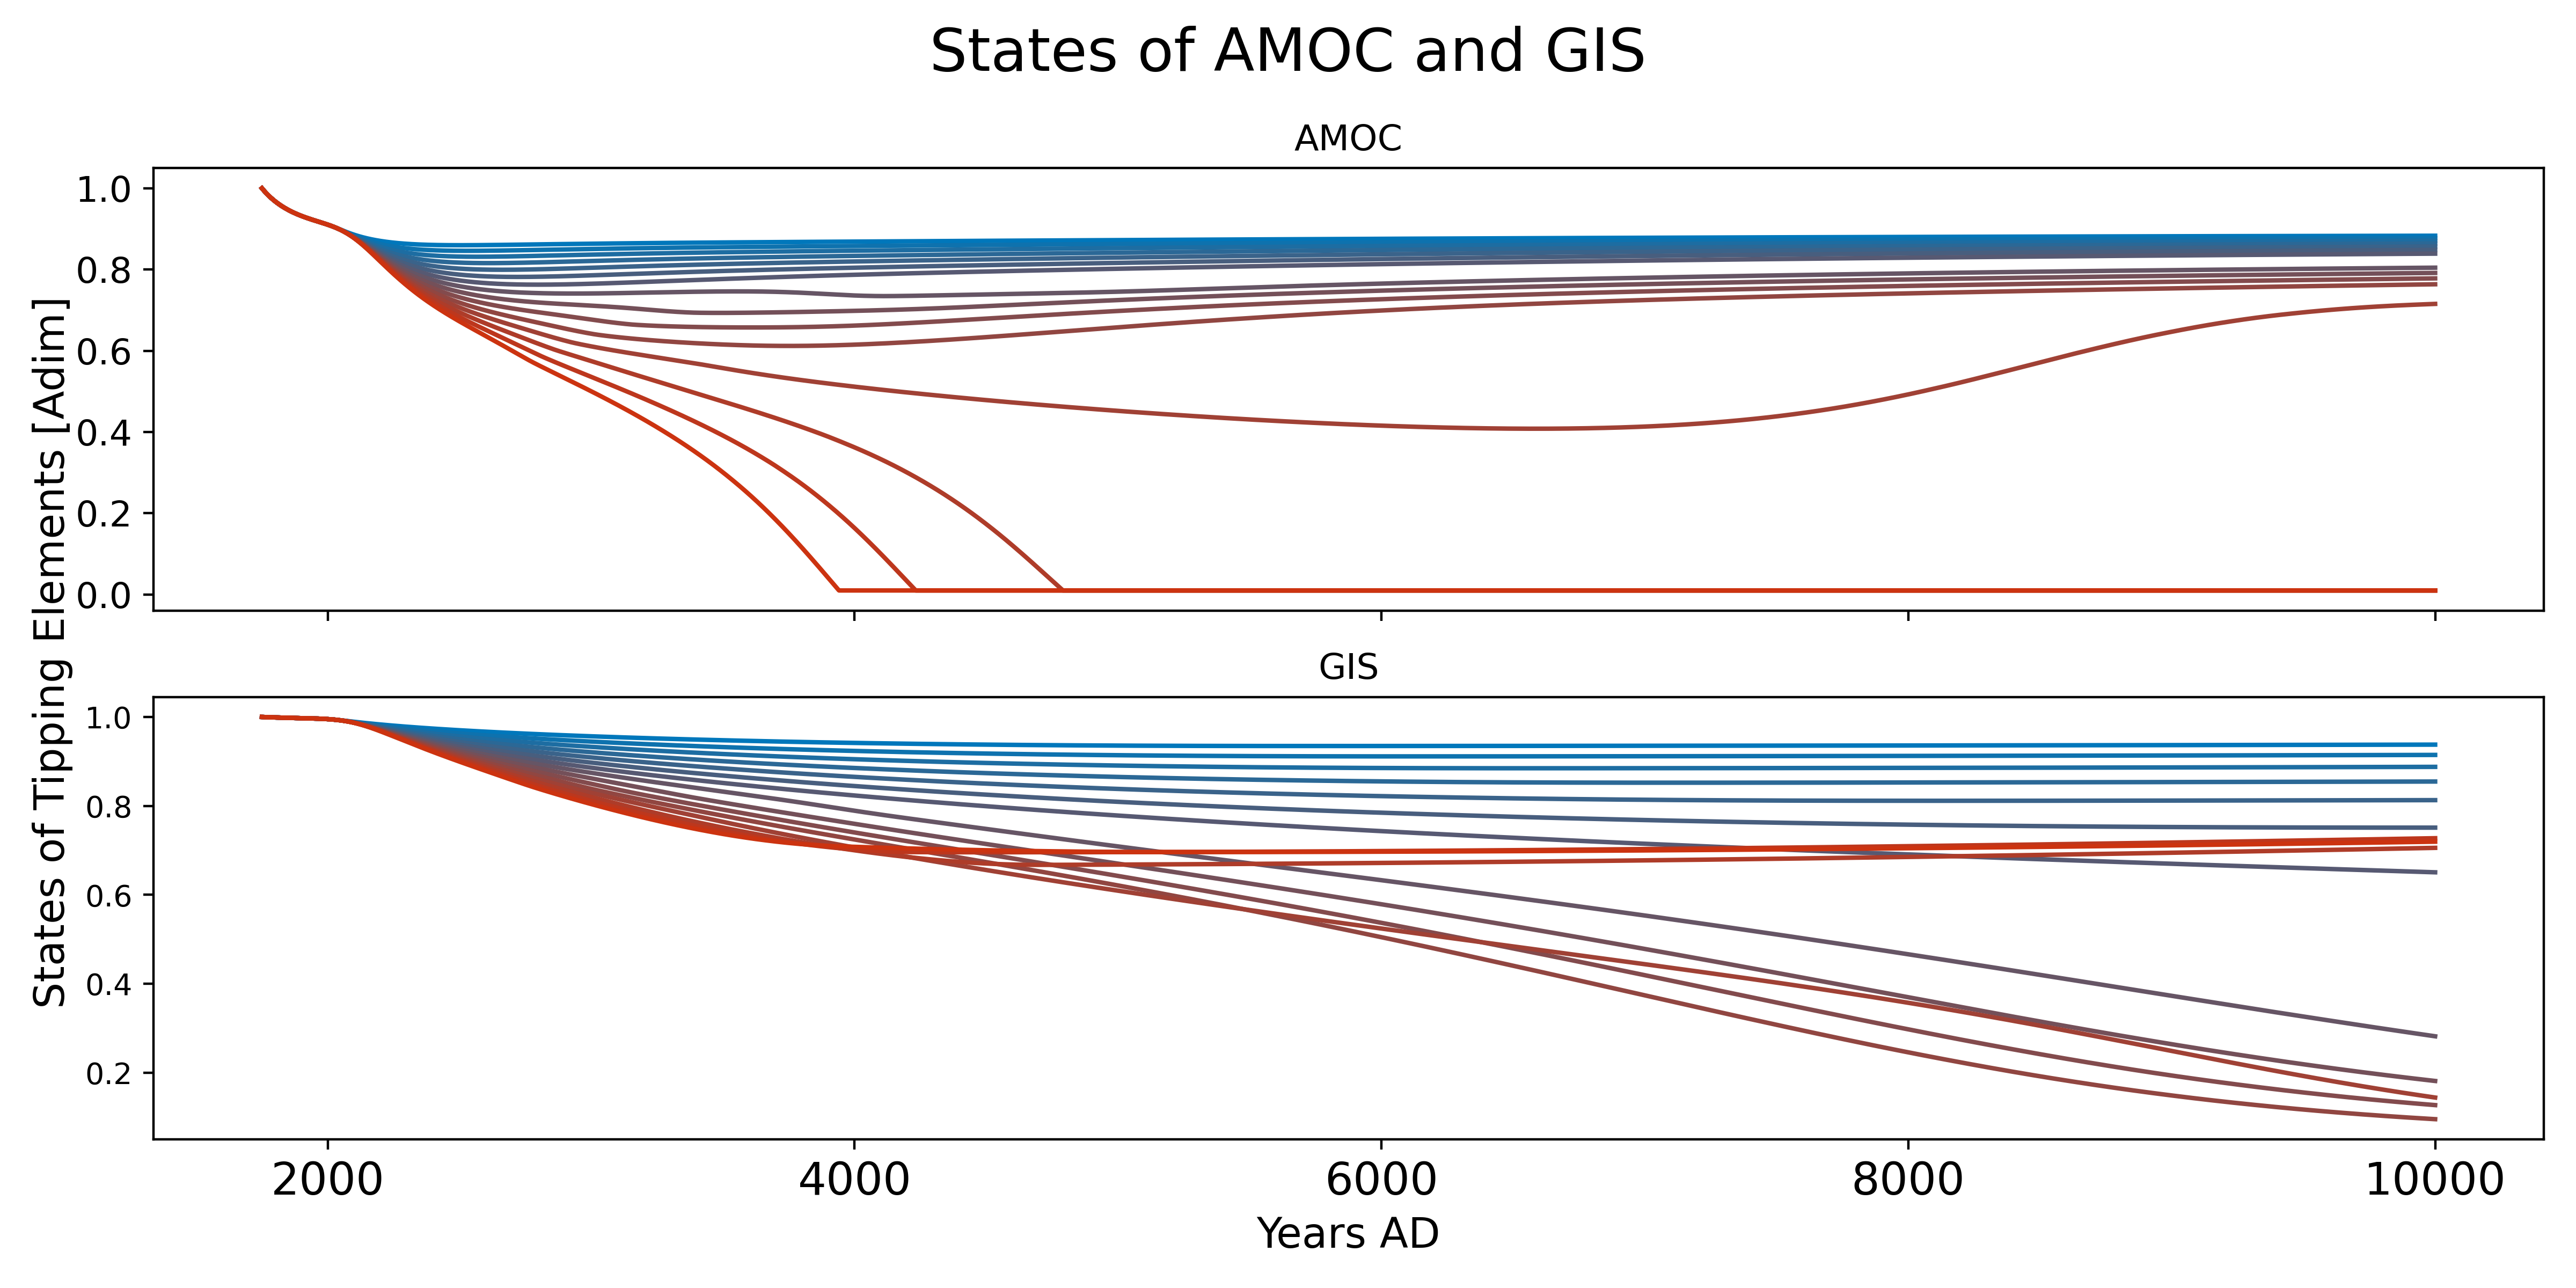 States of AMOC and GIS
AMOC
1.0
0.8
0.6
0.4
0.2
0.0
States of Tipping Elements [Adim]
GIS
1.0
0.8
0.6
0.4
0.2
2000 4000 6000 8000 10000
Years AD